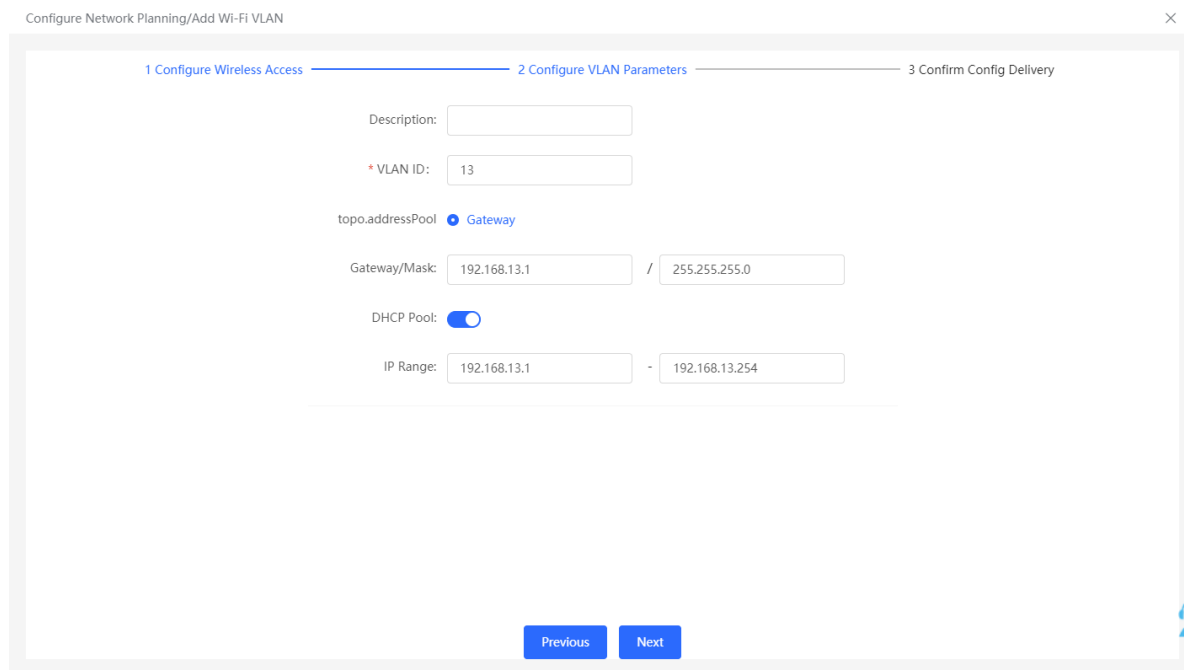 Configure Network Planning/Add Wi-Fi VLAN
1 Configure Wireless Access 2 Configure VLAN Parameters 3 Confirm Config Delivery
Description:
* VLAN ID: 13
topo.addressPool Gateway
Gateway/Mask: 192.168.13.1 / 255.255.255.0
DHCP Pool:
IP Range: 192.168.13.1 - 192.168.13.254
Previous Next